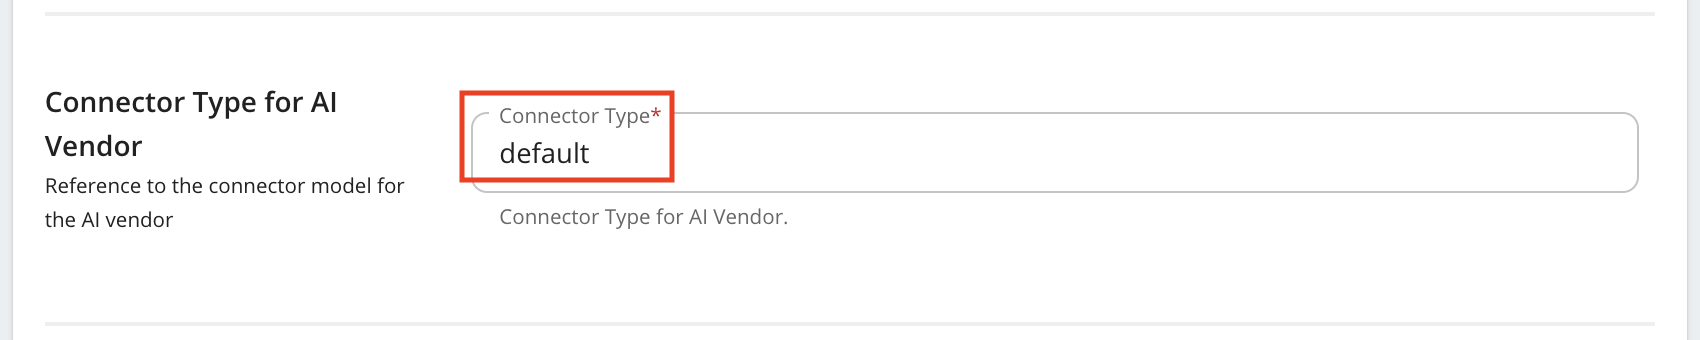 Connector Type for AI
Vendor
Reference to the connector model for
the AI vendor
Connector Type*
default
Connector Type for AI Vendor.